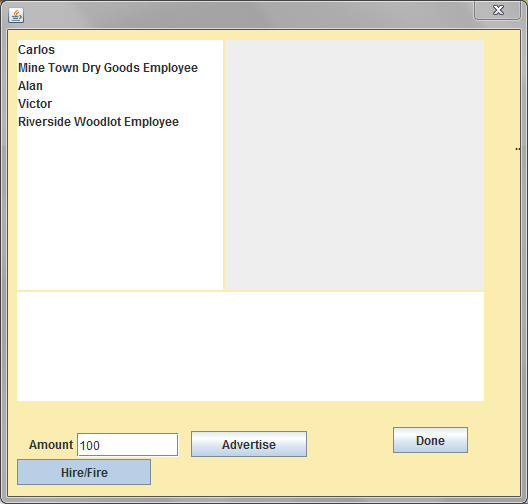 Carlos
Mine Town Dry Goods Employee
Alan
Victor
Riverside Woodlot Employee
..
Amount 100 Advertise Done
Hire/Fire